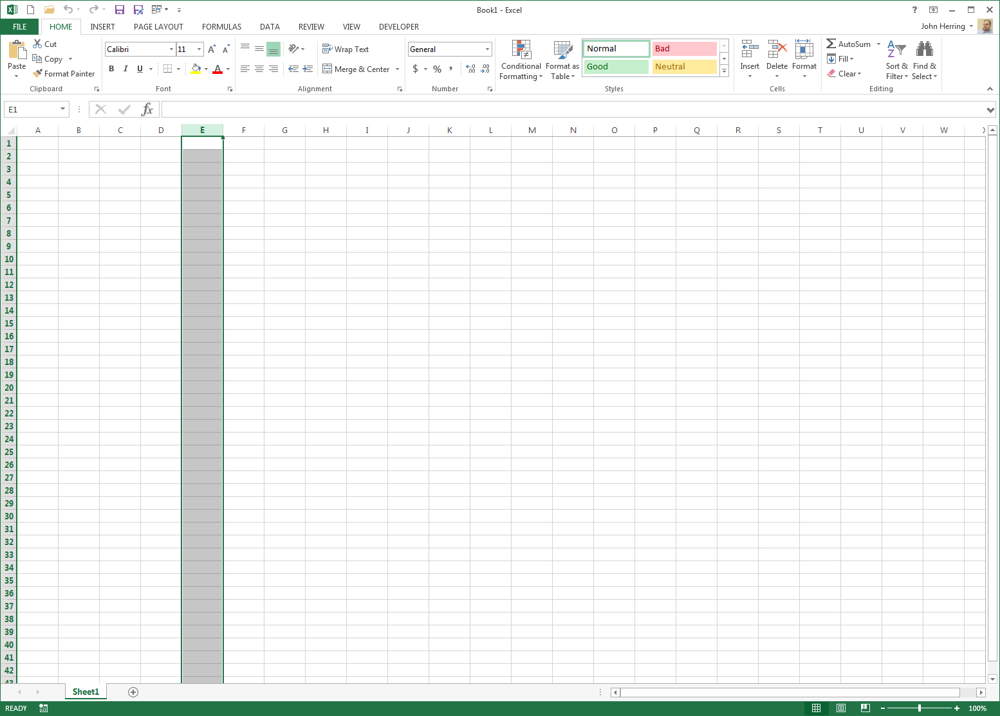 Book1 - Excel
?
FILE HOME INSERT PAGE LAYOUT FORMULAS DATA REVIEW VIEW DEVELOPER John Herring
Paste
Cut
Copy
Format Painter
Clipboard
Calibri 11 A A
B I U A
Font
Wrap Text
Merge & Center
Alignment
General
$ % , .00 .00
Number
Conditional Formatting
Format as Table
Normal Bad
Good Neutral
Styles
Insert Delete Format
Cells
AutoSum
Fill
Clear
Sort & Filter
Find & Select
Editing
E1 fx
A B C D E F G H I J K L M N O P Q R S T U V W
1
2
3
4
5
6
7
8
9
10
11
12
13
14
15
16
17
18
19
20
21
22
23
24
25
26
27
28
29
30
31
32
33
34
35
36
37
38
39
40
41
42
43
Sheet1
READY 100%